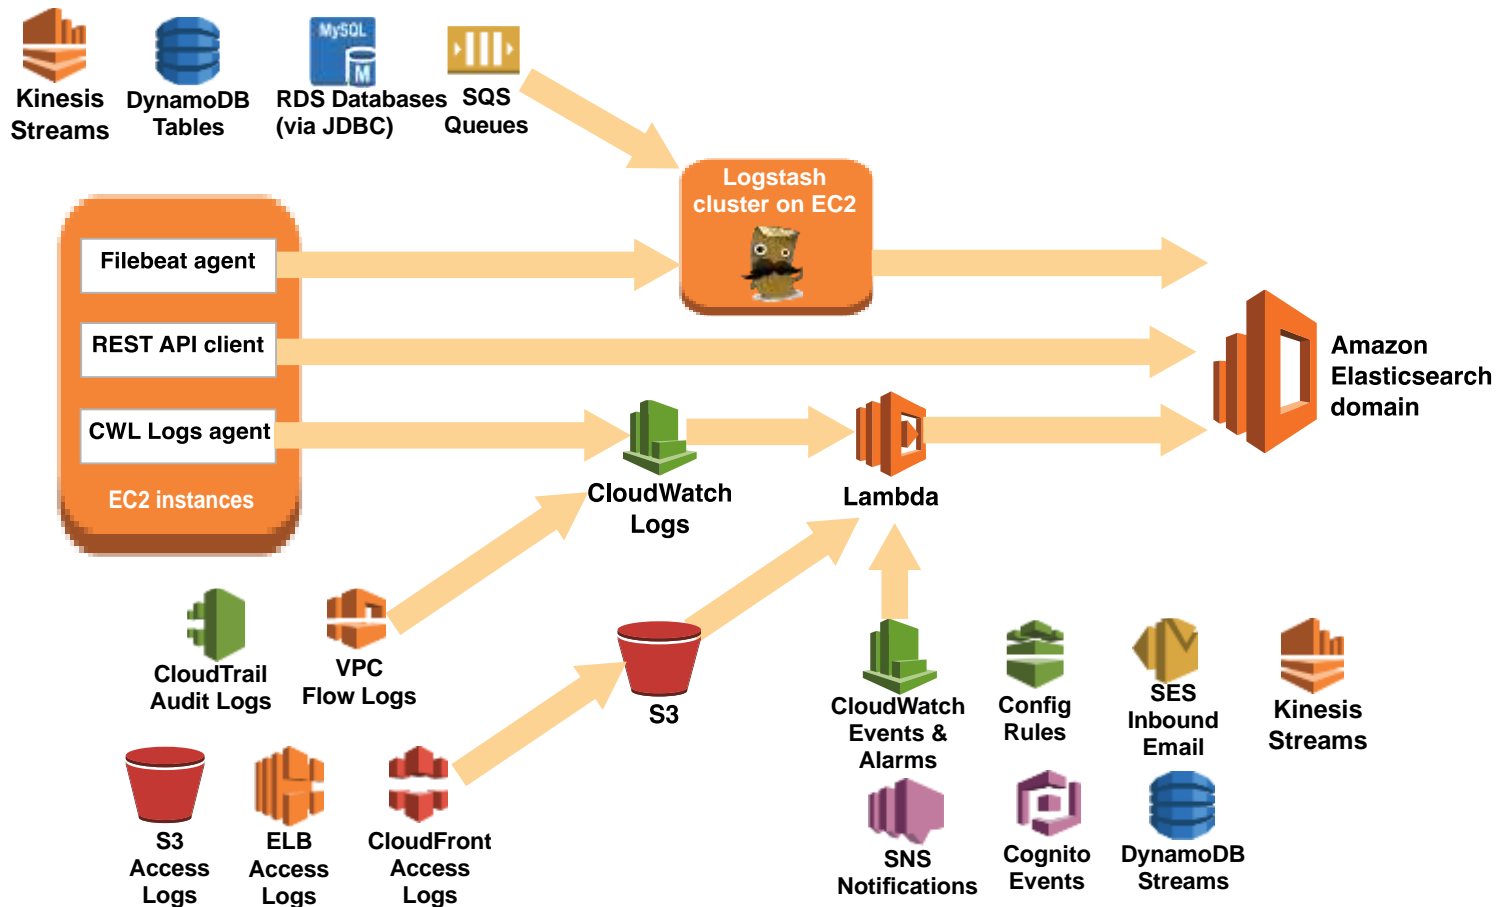 Kinesis
Streams
DynamoDB
Tables
MySQL
M
RDS Databases
(via JDBC)
SQS
Queues
Logstash
cluster on EC2
Filebeat agent
REST API client
CWL Logs agent
EC2 instances
Amazon
Elasticsearch
domain
CloudWatch
Logs
Lambda
CloudTrail
Audit Logs
VPC
Flow Logs
S3
CloudWatch
Events &
Alarms
Config
Rules
SES
Inbound
Email
Kinesis
Streams
S3
Access
Logs
ELB
Access
Logs
CloudFront
Access
Logs
SNS
Notifications
Cognito
Events
DynamoDB
Streams